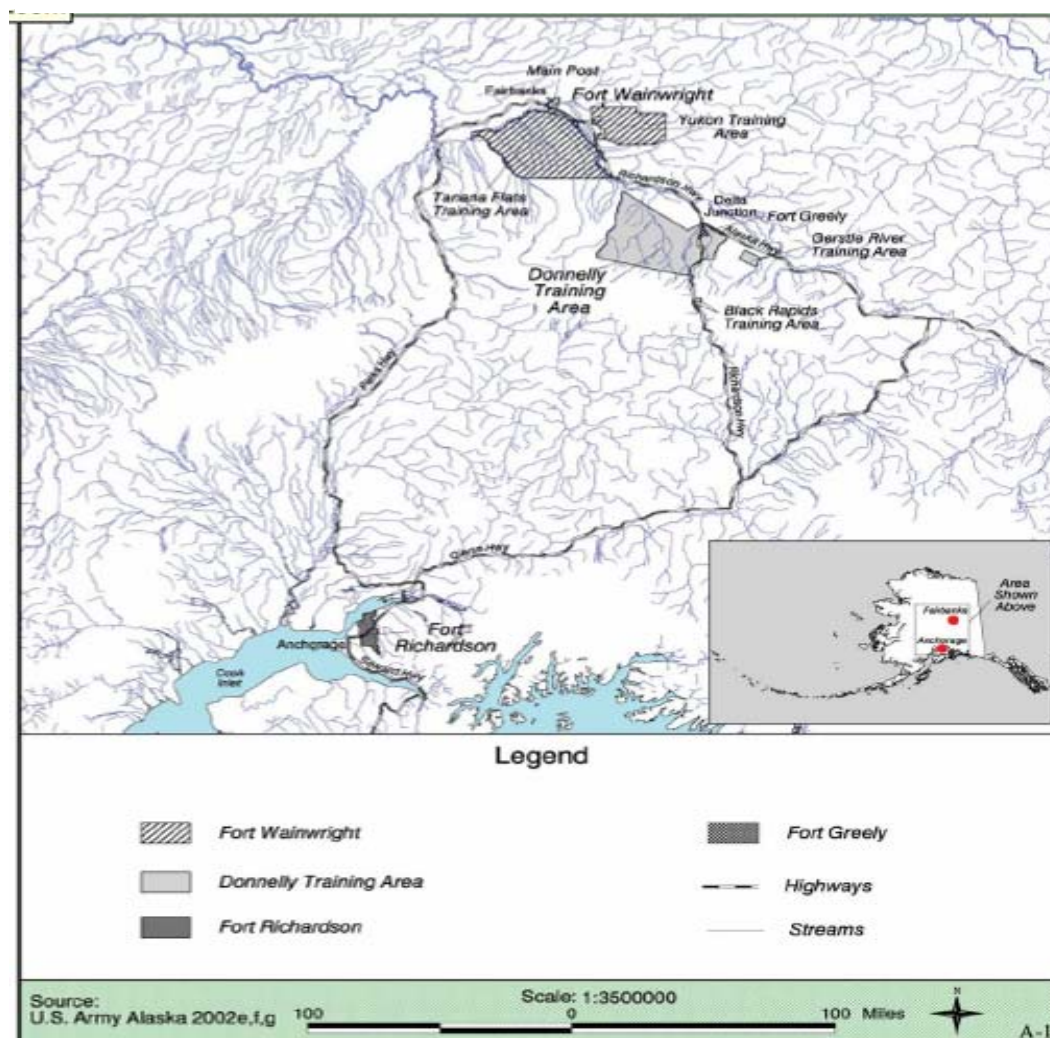 Main Post
Fairbanks
Fort Wainwright
Yukon Training
Area
Richardson Hwy
Tanana Flats
Training Area
Delta
Junction
Fort Greely
Alaska Hwy
Gerstle River
Training Area
Donnelly
Training
Area
Black Rapids
Training Area
Parks Hwy
Richardson Hwy
Glenn Hwy
Area
Shown
Above
Fairbanks
Anchorage
Fort
Richardson
Anchorage
Seward Hwy
Cook
Inlet
Legend
Fort Wainwright
Fort Greely
Donnelly Training Area
Highways
Fort Richardson
Streams
Source:
U.S. Army Alaska 2002e,f,g
Scale: 1:3500000
100 0 100 Miles
N
A-1